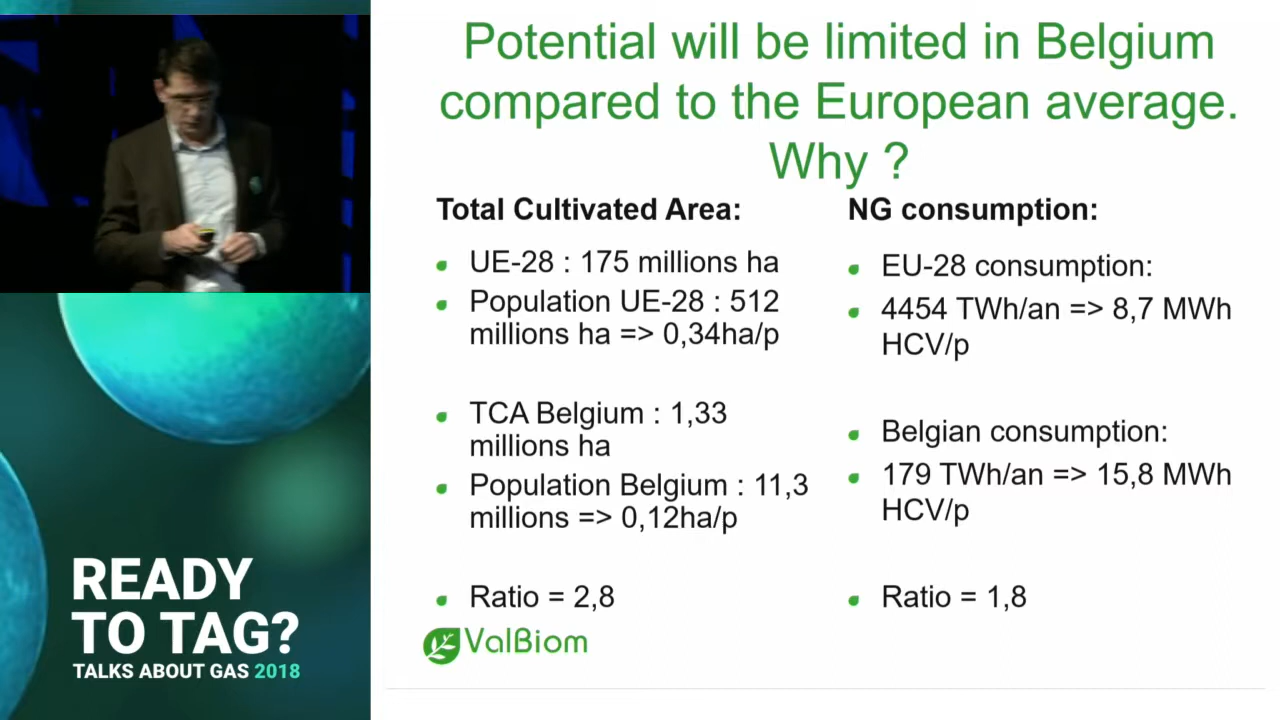 Potential will be limited in Belgium
compared to the European average.
Why ?
Total Cultivated Area:
UE-28 : 175 millions ha
Population UE-28 : 512
millions ha => 0,34ha/p
TCA Belgium : 1,33
millions ha
Population Belgium : 11,3
millions => 0,12ha/p
Ratio = 2,8
NG consumption:
EU-28 consumption:
4454 TWh/an => 8,7 MWh
HCV/p
Belgian consumption:
179 TWh/an => 15,8 MWh
HCV/p
Ratio = 1,8
ValBiom
READY
TO TAG?
TALKS ABOUT GAS 2018